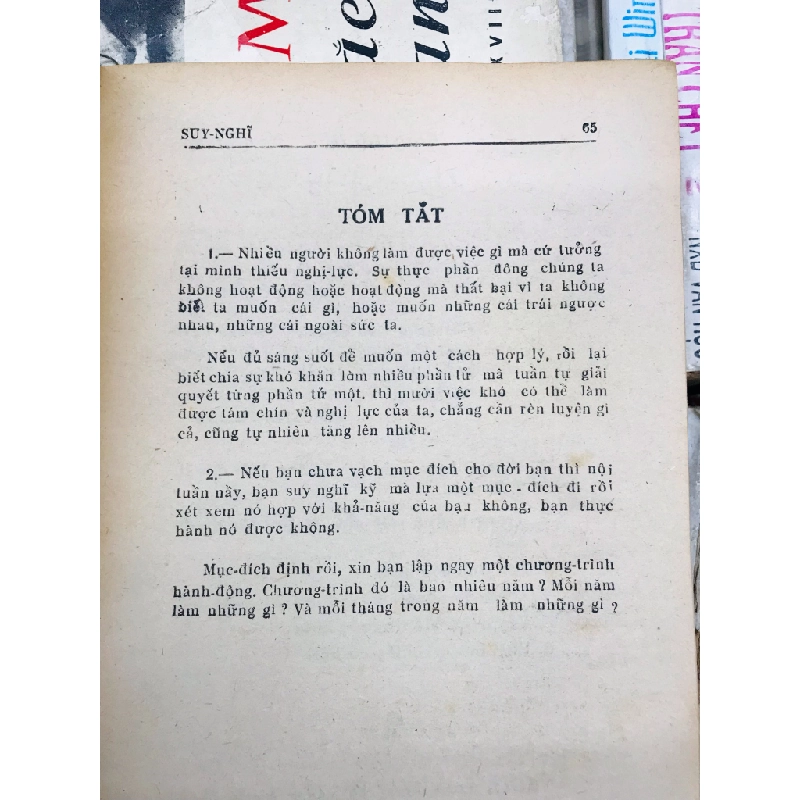 M
ắc
an
XVII
i Wi
SUY-NGHĨ 65
TÓM TẮT
1.— Nhiều người không làm được việc gì mà cứ tưởng
tại mình thiếu nghị-lực. Sự thực phần đông chúng ta
không hoạt động hoặc hoạt động mà thất bại vì ta không
biết ta muốn cái gì, hoặc muốn những cái trái ngược
nhau, những cái ngoài sức ta.
Nếu đủ sáng suốt để muốn một cách hợp lý, rồi lại
biết chia sự khó khăn làm nhiều phần tử mà tuần tự giải
quyết từng phần tử một, thì mười việc khó có thể làm
được tám chín và nghị lực của ta, chẳng cần rèn luyện gì
cả, cũng tự nhiên tăng lên nhiều.
2.— Nếu bạn chưa vạch mục đích cho đời bạn thì nội
tuần nầy, bạn suy nghĩ kỹ mà lựa một mục-đích đi rồi
xét xem nó hợp với khả-năng của bạn không, bạn thực
hành nó được không.
Mục-đích định rồi, xin bạn lập ngay một chương-trình
hành-động. Chương-trình đó là bao nhiêu năm ? Mỗi năm
làm những gì ? Và mỗi tháng trong năm làm những gì ?